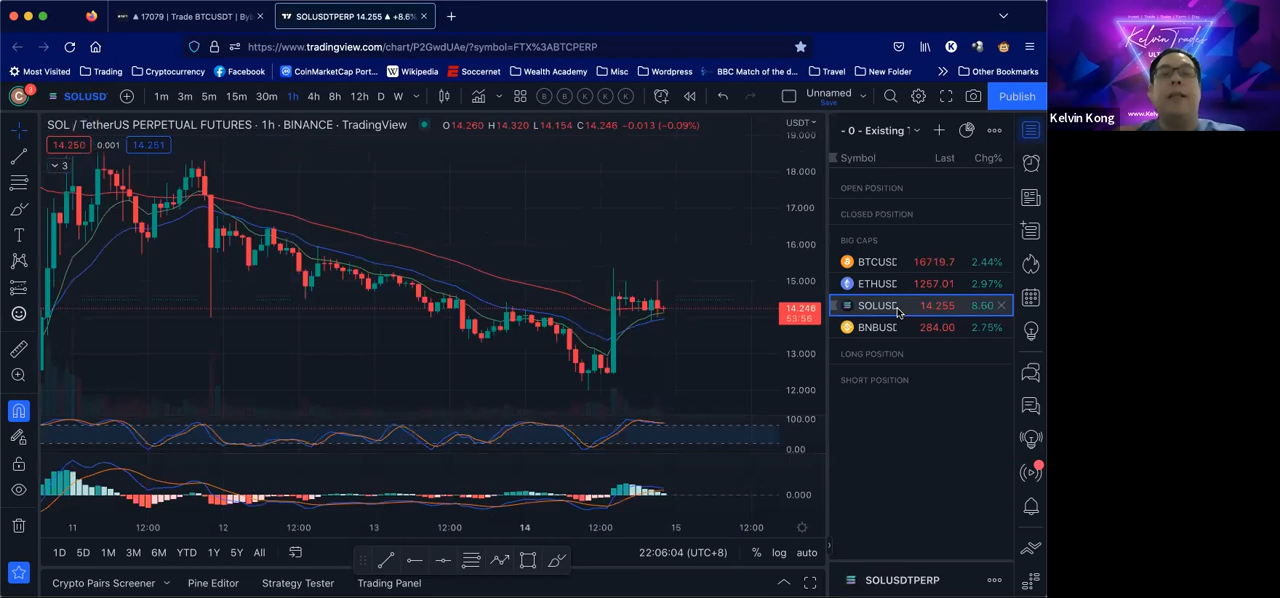 ▲ 17079 | Trade BTCUSDT | Byb
SOLUSDTPERP 14.255 ▲ +8.6%
https://www.tradingview.com/chart/P2GwdUAe/?symbol=FTX%3ABTCPERP
Most Visited Trading Cryptocurrency Facebook CoinMarketCap Port... Wikipedia Soccernet Wealth Academy Misc Wordpress BBC Match of the d... Travel New Folder Other Bookmarks
SOLUSD 1m 3m 5m 15m 30m 1h 4h 8h 12h D W Unnamed Save Publish
SOL / TetherUS PERPETUAL FUTURES · 1h · BINANCE · TradingView O14.260 H14.320 L14.154 C14.246 -0.013 (-0.09%) USDT
14.250 0.001 14.251
3
19.000
18.000
17.000
16.000
15.000
14.246
53:55
13.000
12.000
100.00
0.00
0.000
11 12:00 12 12:00 13 12:00 14 12:00 15 12:00
1D 5D 1M 3M 6M YTD 1Y 5Y All 22:06:04 (UTC+8) % log auto
Crypto Pairs Screener Pine Editor Strategy Tester Trading Panel
- 0 - Existing
Symbol Last Chg%
OPEN POSITION
CLOSED POSITION
BIG CAPS
BTCUSD 16719.7 2.44%
ETHUSD 1257.01 2.97%
SOLUSD 14.255 8.60
BNBUSD 284.00 2.75%
LONG POSITION
SHORT POSITION
SOLUSDTPERP
Kelvin Trades
Kelvin Kong